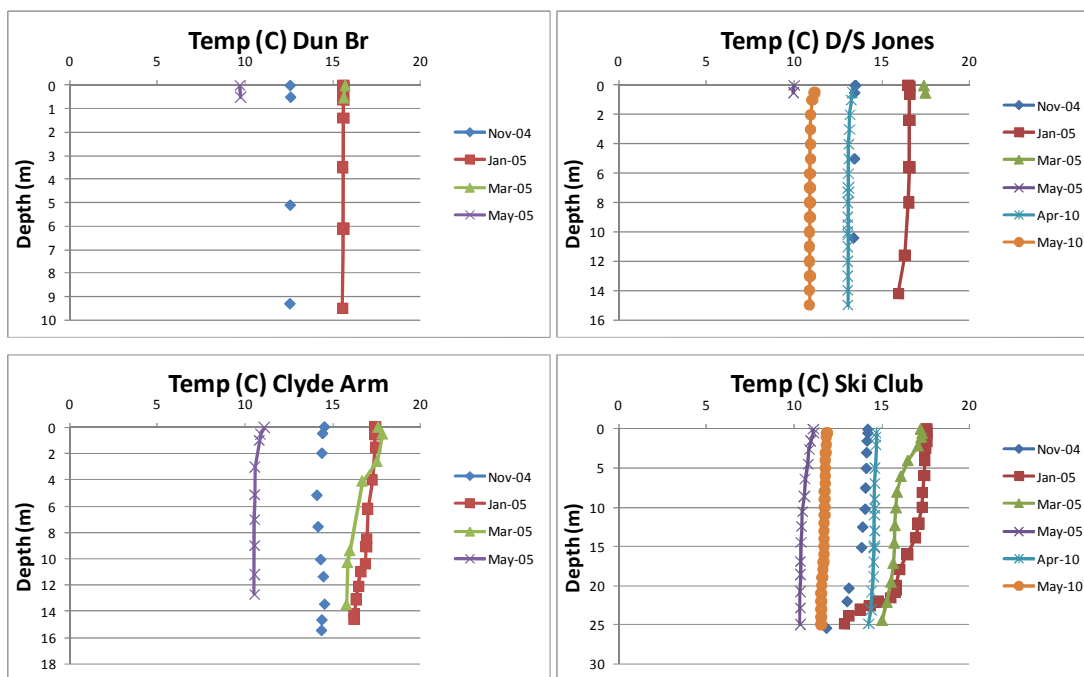 Temp (C) Dun Br
0 5 10 15 20
0
1
2
3
4
5
6
7
8
9
10
Depth (m)
Nov-04
Jan-05
Mar-05
May-05
Temp (C) D/S Jones
0 5 10 15 20
0
2
4
6
8
10
12
14
16
Depth (m)
Nov-04
Jan-05
Mar-05
May-05
Apr-10
May-10
Temp (C) Clyde Arm
0 5 10 15 20
0
2
4
6
8
10
12
14
16
18
Depth (m)
Nov-04
Jan-05
Mar-05
May-05
Temp (C) Ski Club
0 5 10 15 20
0
5
10
15
20
25
30
Depth (m)
Nov-04
Jan-05
Mar-05
May-05
Apr-10
May-10